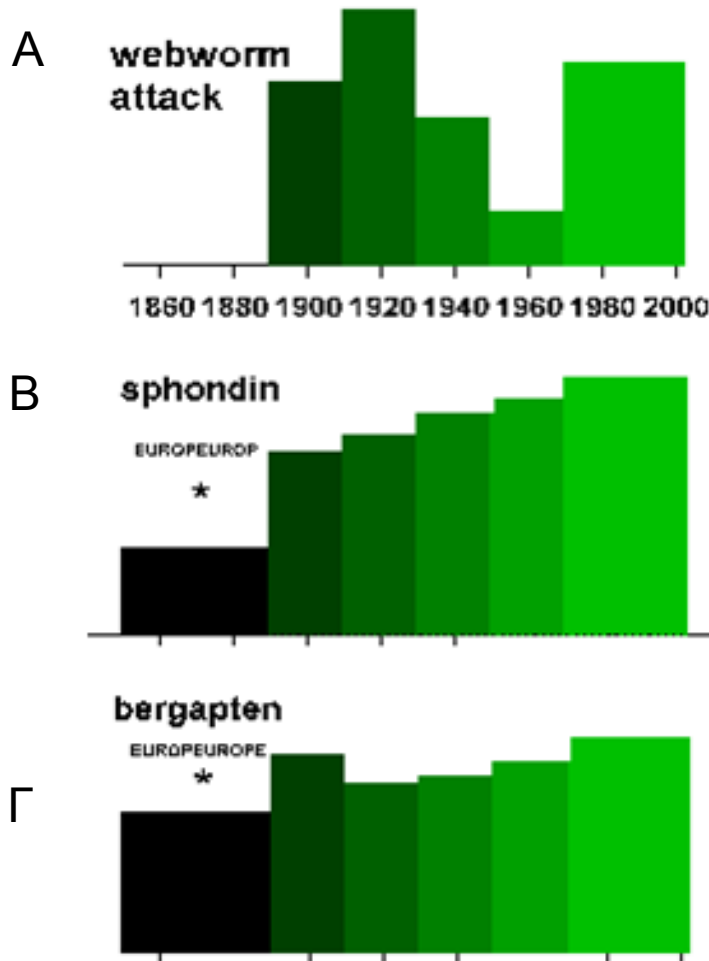 Α
webworm
attack
1860 1880 1900 1920 1940 1960 1980 2000
Β
sphondin
EUROPEUROP
*
bergapten
EUROPEUROPE
*
Γ